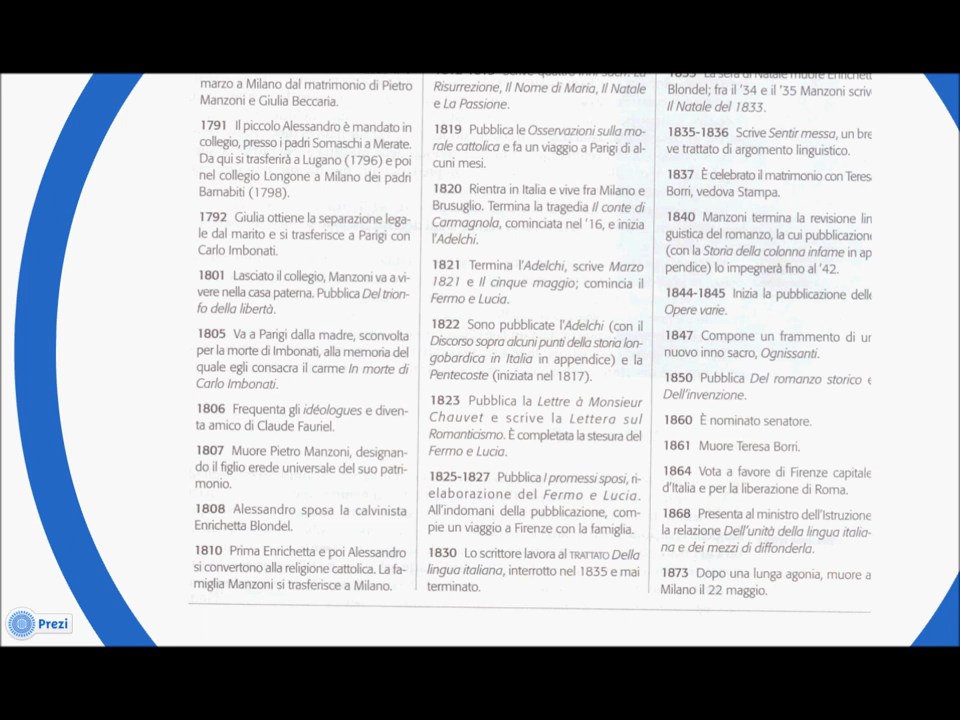 marzo a Milano dal matrimonio di Pietro
Manzoni e Giulia Beccaria.
1791 Il piccolo Alessandro è mandato in
collegio, presso i padri Somaschi a Merate.
Da qui si trasferirà a Lugano (1796) e poi
nel collegio Longone a Milano dei padri
Barnabiti (1798).
1792 Giulia ottiene la separazione lega-
le dal marito e si trasferisce a Parigi con
Carlo Imbonati.
1801 Lasciato il collegio, Manzoni va a vi-
vere nella casa paterna. Pubblica Del trion-
fo della libertà.
1805 Va a Parigi dalla madre, sconvolta
per la morte di Imbonati, alla memoria del
quale egli consacra il carme In morte di
Carlo Imbonati.
1806 Frequenta gli idéologues e diven-
ta amico di Claude Fauriel.
1807 Muore Pietro Manzoni, designan-
do il figlio erede universale del suo patri-
monio.
1808 Alessandro sposa la calvinista
Enrichetta Blondel.
1810 Prima Enrichetta e poi Alessandro
si convertono alla religione cattolica. La fa-
miglia Manzoni si trasferisce a Milano.
Risurrezione, Il Nome di Maria, Il Natale
e La Passione.
1819 Pubblica le Osservazioni sulla mo-
rale cattolica e fa un viaggio a Parigi di al-
cuni mesi.
1820 Rientra in Italia e vive fra Milano e
Brusuglio. Termina la tragedia Il conte di
Carmagnola, cominciata nel '16, e inizia
l'Adelchi.
1821 Termina l'Adelchi, scrive Marzo
1821 e Il cinque maggio; comincia il
Fermo e Lucia.
1822 Sono pubblicate l'Adelchi (con il
Discorso sopra alcuni punti della storia lon-
gobardica in Italia in appendice) e la
Pentecoste (iniziata nel 1817).
1823 Pubblica la Lettre à Monsieur
Chauvet e scrive la Lettera sul
Romanticismo. È completata la stesura del
Fermo e Lucia.
1825-1827 Pubblica I promessi sposi, ri-
elaborazione del Fermo e Lucia.
All'indomani della pubblicazione, com-
pie un viaggio a Firenze con la famiglia.
1830 Lo scrittore lavora al TRATTATO Della
lingua italiana, interrotto nel 1835 e mai
terminato.
La sera di Natale muore Enrichett
Blondel; fra il '34 e il '35 Manzoni scriv
Il Natale del 1833.
1835-1836 Scrive Sentir messa, un bre
ve trattato di argomento linguistico.
1837 È celebrato il matrimonio con Teres
Borri, vedova Stampa.
1840 Manzoni termina la revisione lin
guistica del romanzo, la cui pubblicazione
(con la Storia della colonna infame in ap
pendice) lo impegnerà fino al '42.
1844-1845 Inizia la pubblicazione delle
Opere varie.
1847 Compone un frammento di un
nuovo inno sacro, Ognissanti.
1850 Pubblica Del romanzo storico e
Dell'invenzione.
1860 È nominato senatore.
1861 Muore Teresa Borri.
1864 Vota a favore di Firenze capitale
d'Italia e per la liberazione di Roma.
1868 Presenta al ministro dell'Istruzione
la relazione Dell'unità della lingua italia-
na e dei mezzi di diffonderla.
1873 Dopo una lunga agonia, muore a
Milano il 22 maggio.
Prezi